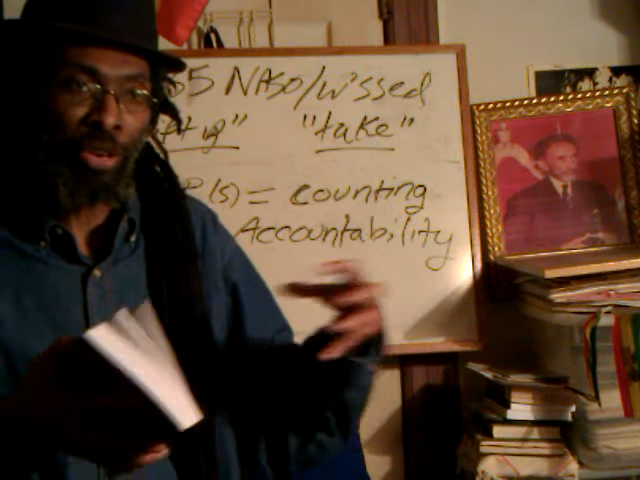 5 NASO/wissed
"take"
(s) = counting
Accountability